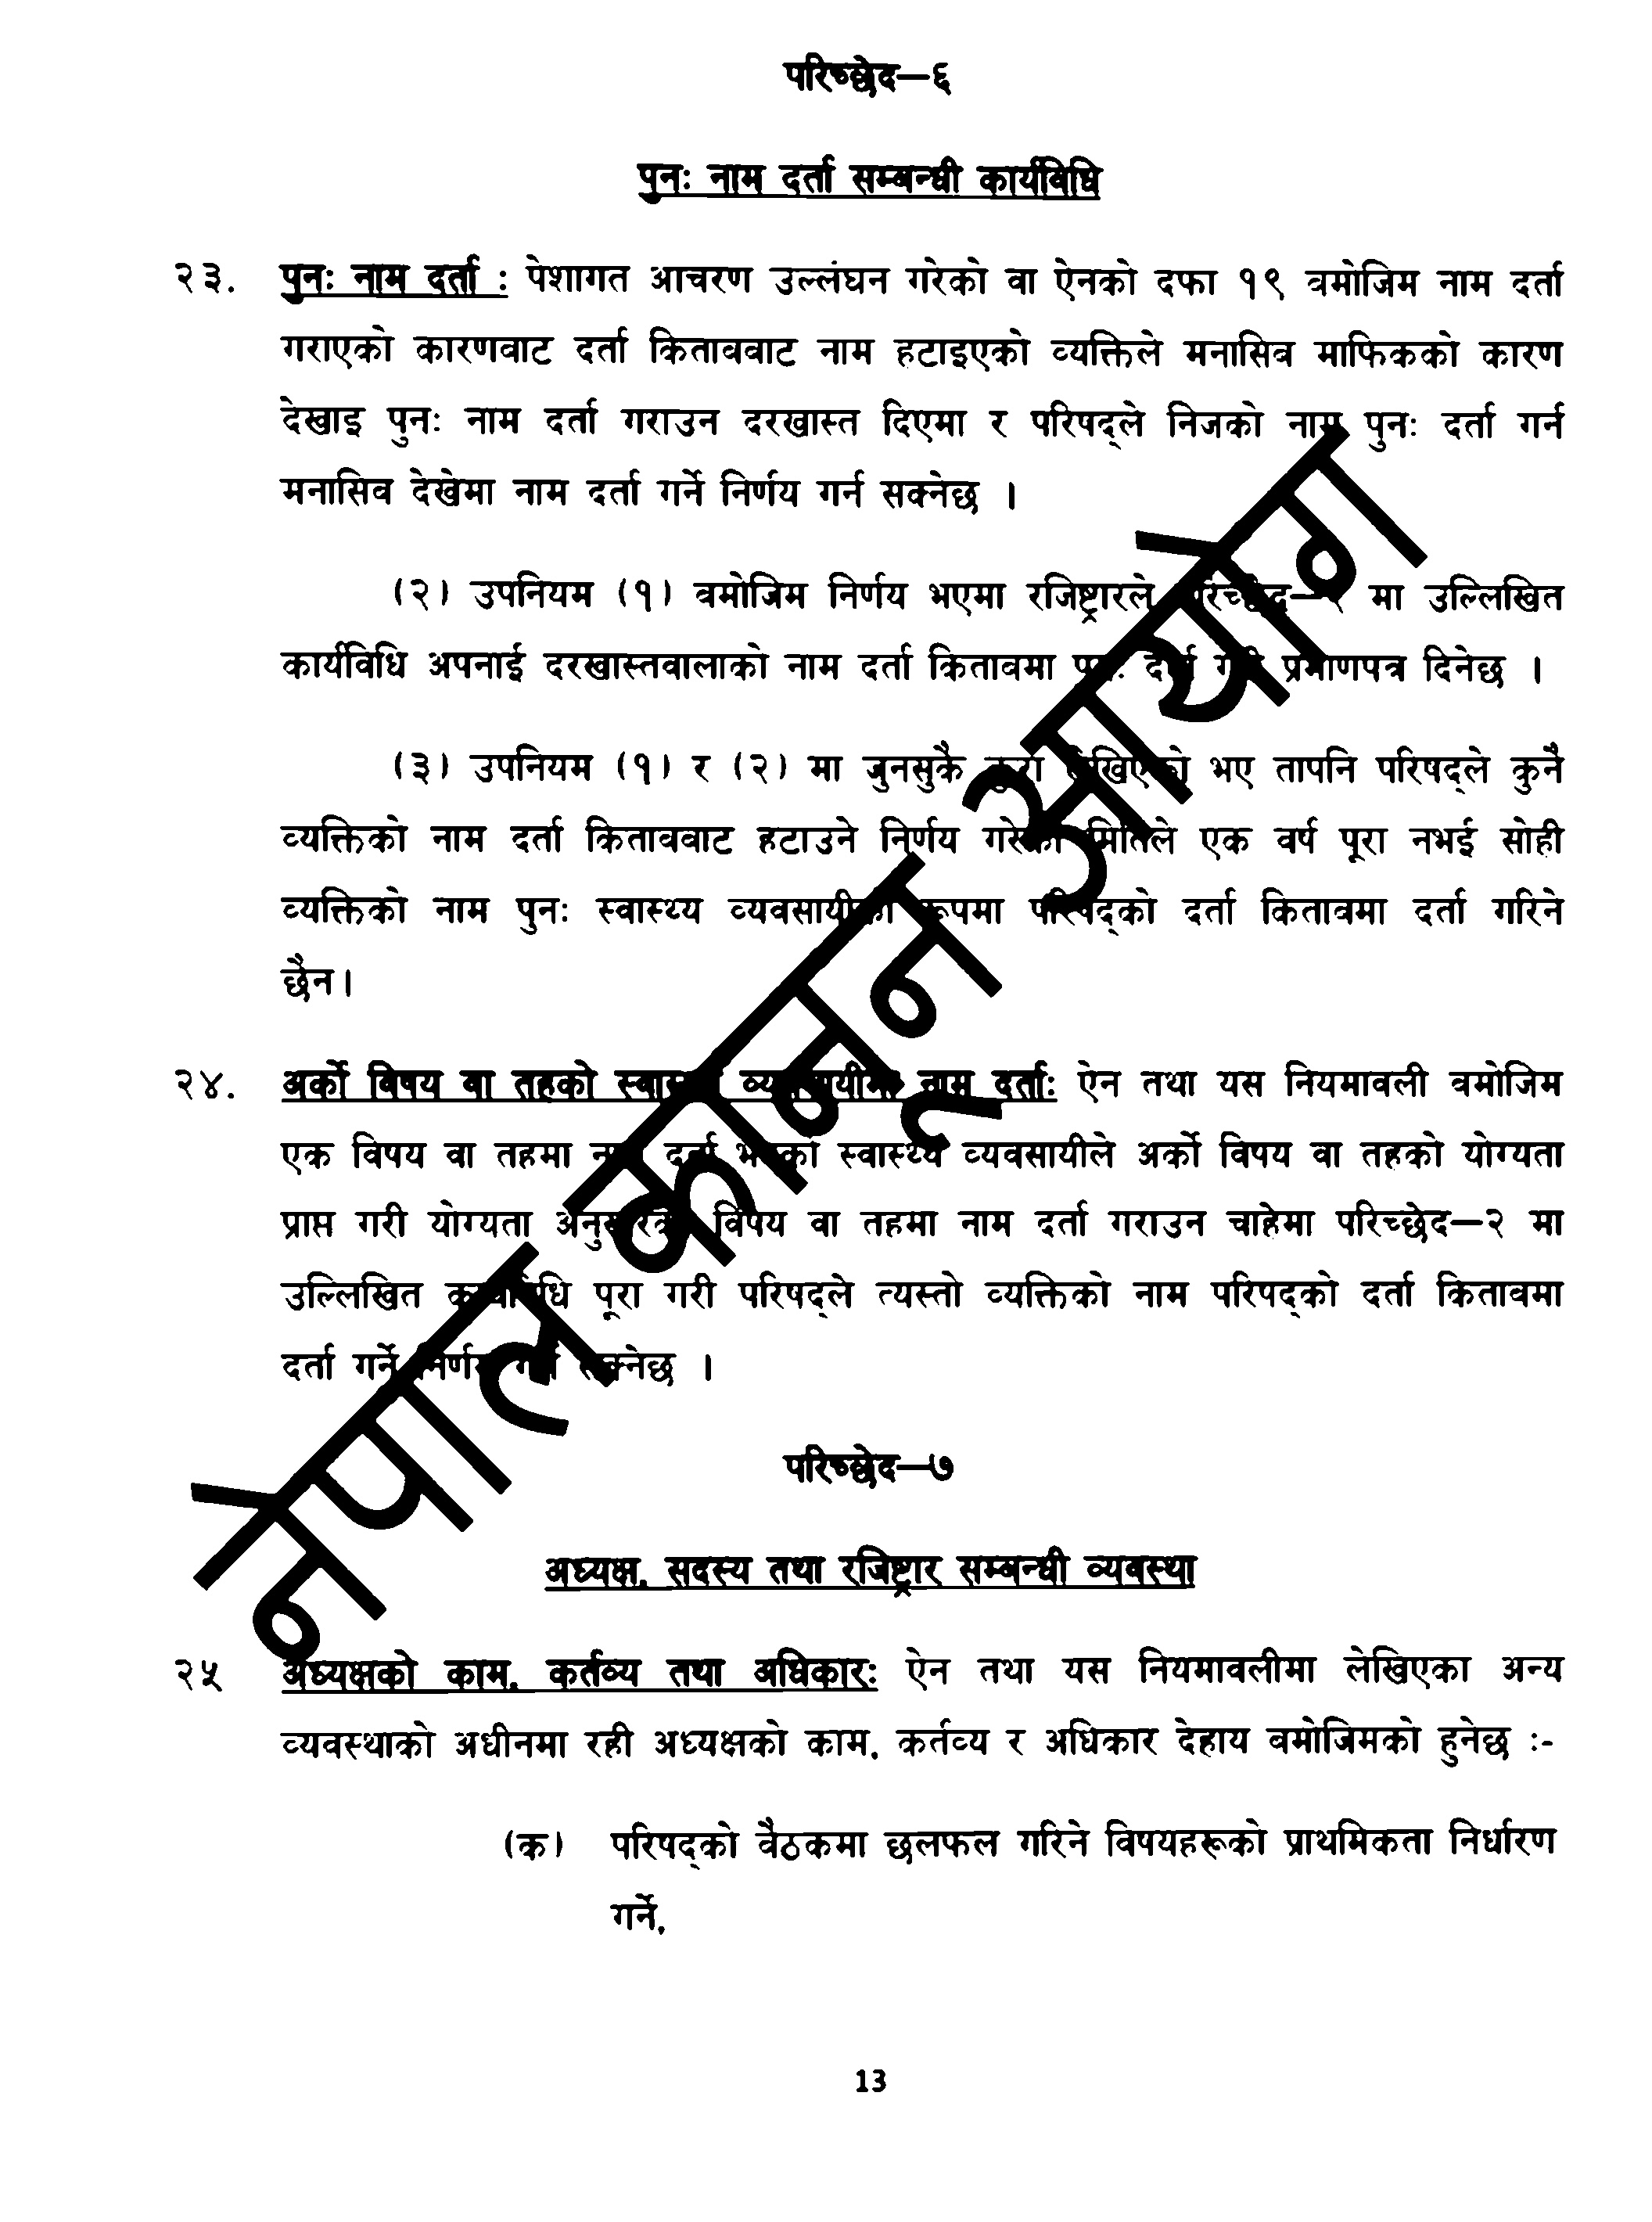 परिच्छेद—६
पुनः नाम दर्ता सम्बन्धी कार्यविधि
२३. पुनः नाम दर्ता : पेशागत आचरण उल्लंघन गरेको वा ऐनको दफा १९ बमोजिम नाम दर्ता
गराएको कारणबाट दर्ता किताबबाट नाम हटाइएको व्यक्तिले मनासिब माफिकको कारण
देखाइ पुनः नाम दर्ता गराउन दरखास्त दिएमा र परिषद्ले निजको नाम पुनः दर्ता गर्न
मनासिव देखेमा नाम दर्ता गर्ने निर्णय गर्न सक्नेछ ।
(२) उपनियम (१) बमोजिम निर्णय भएमा रजिष्ट्रारले मा उल्लिखित
कार्यविधि अपनाई दरखास्तवालाको नाम दर्ता किताबमा प्रमाणपत्र दिनेछ ।
(३) उपनियम (१) र (२) मा जुनसुकै कुरा लेखिएको भए तापनि परिषद्ले कुनै
व्यक्तिको नाम दर्ता किताबबाट हटाउने निर्णय गरेको मितिले एक वर्ष पूरा नभई सोही
व्यक्तिको नाम पुनः स्वास्थ्य व्यवसायीको रूपमा परिषद्को दर्ता किताबमा दर्ता गरिने
छैन।
२४. अर्को विषय वा तहको स्वास्थ्य व्यवसायीमा नाम दर्ताः ऐन तथा यस नियमावली बमोजिम
एक विषय वा तहमा नाम दर्ता भएको स्वास्थ्य व्यवसायीले अर्को विषय वा तहको योग्यता
प्राप्त गरी योग्यता विषय वा तहमा नाम दर्ता गराउन चाहेमा परिच्छेद—२ मा
उल्लिखित कार्यविधि पूरा गरी परिषद्ले त्यस्तो व्यक्तिको नाम परिषद्को दर्ता किताबमा
दर्ता गर्ने निर्णय गर्न सक्नेछ ।
परिच्छेद—७
अध्यक्ष, सदस्य तथा रजिष्ट्रार सम्बन्धी व्यवस्था
२५ अध्यक्षको काम, कर्तव्य तथा अधिकारः ऐन तथा यस नियमावलीमा लेखिएका अन्य
व्यवस्थाको अधीनमा रही अध्यक्षको काम, कर्तव्य र अधिकार देहाय बमोजिमको हुनेछ :-
(क) परिषद्को बैठकमा छलफल गरिने विषयहरूको प्राथमिकता निर्धारण
गर्ने,
13
नेपाल कानून आयोग